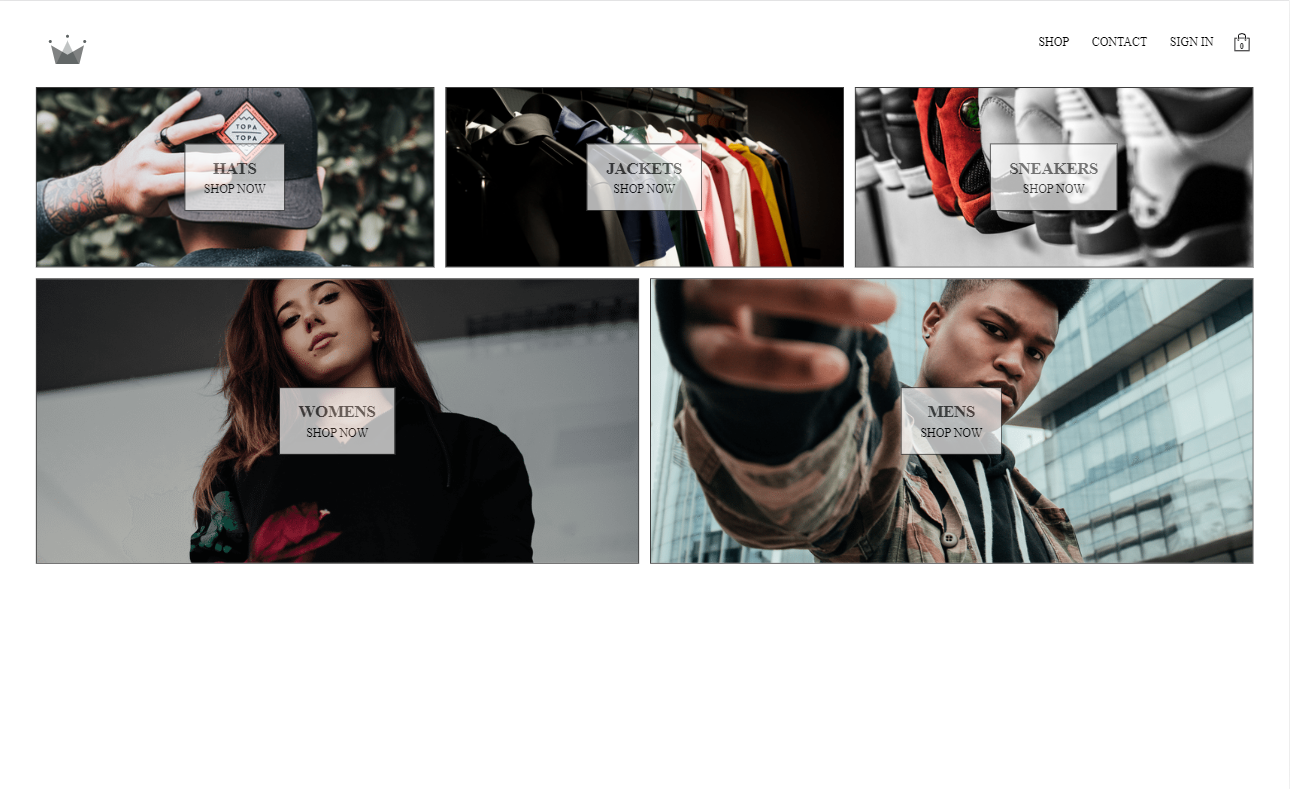 SHOP CONTACT SIGN IN
0
TOPA
TOPA
HATS
SHOP NOW
JACKETS
SHOP NOW
SNEAKERS
SHOP NOW
WOMENS
SHOP NOW
MENS
SHOP NOW